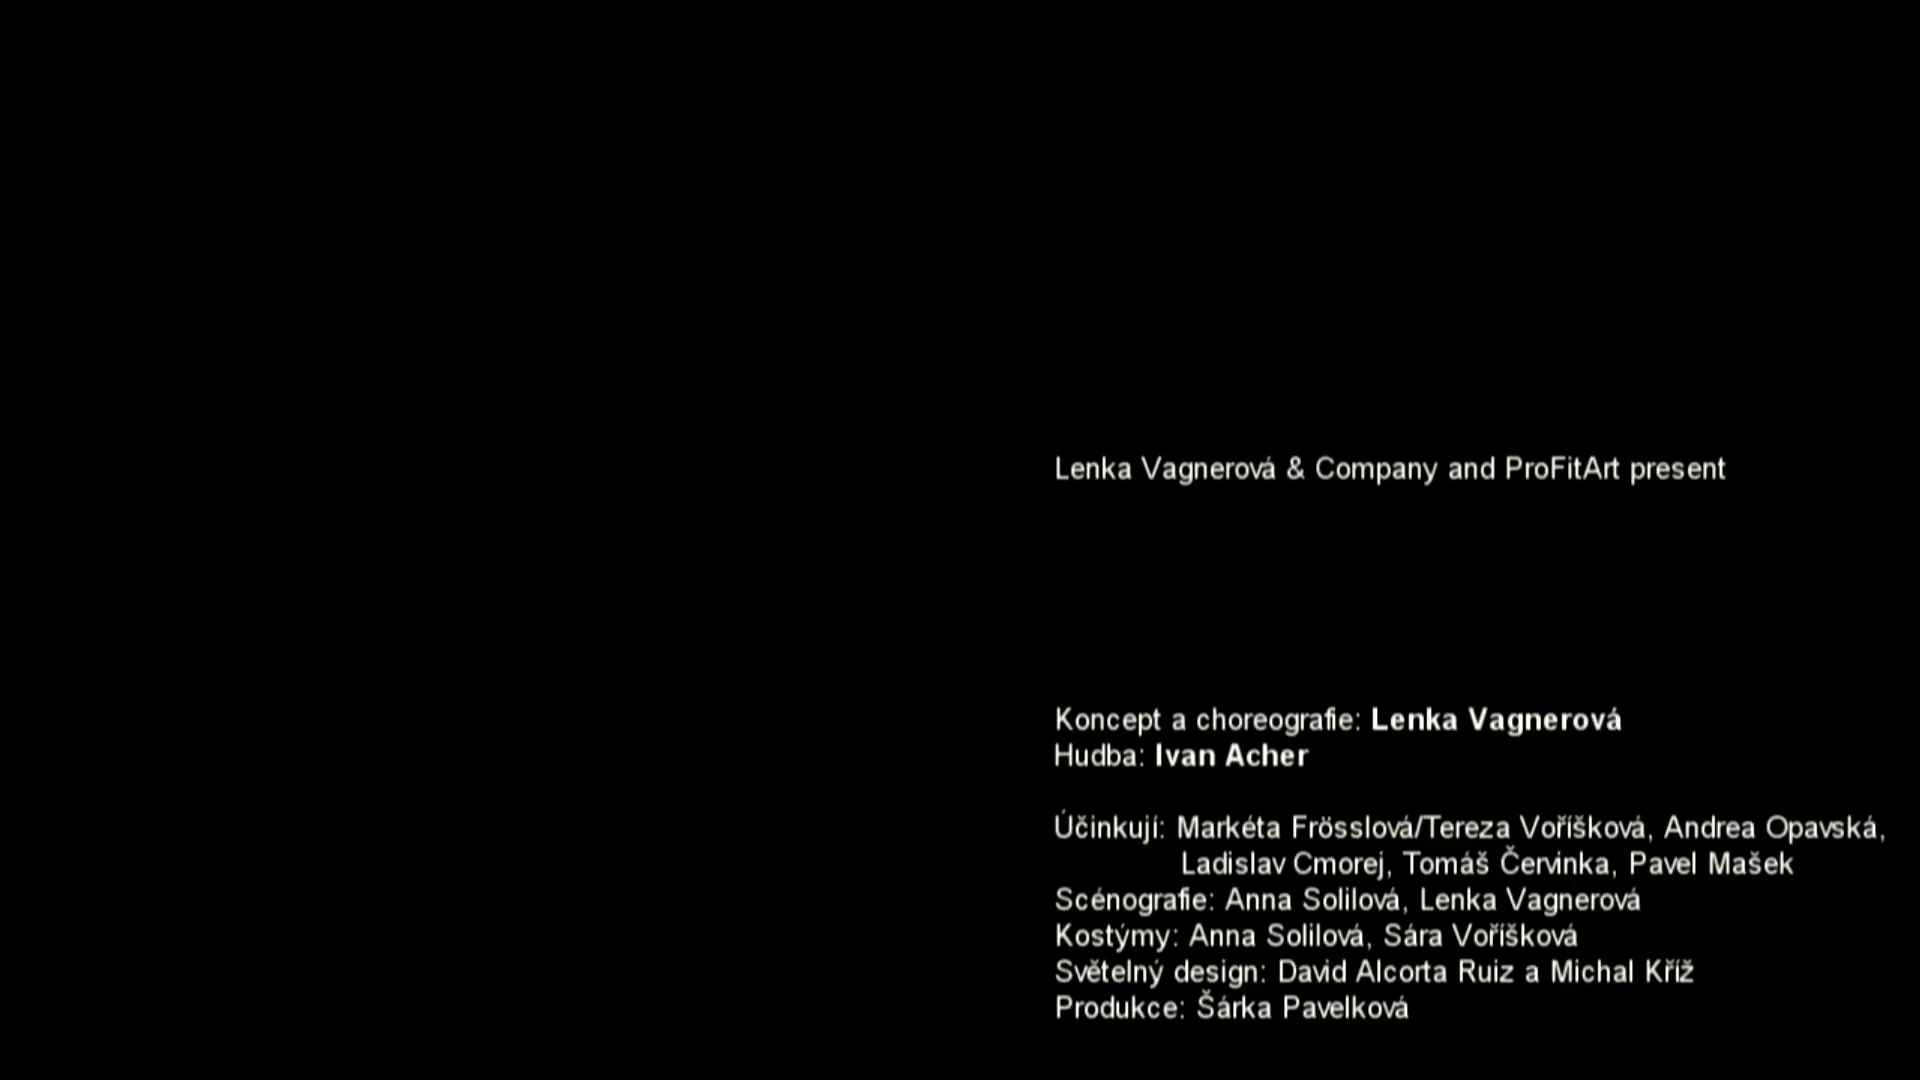 Lenka Vagnerová & Company and ProFitArt present
Koncept a choreografie: Lenka Vagnerová
Hudba: Ivan Acher
Účinkují: Markéta Frösslová/Tereza Voříšková, Andrea Opavská,
Ladislav Cmorej, Tomáš Červinka, Pavel Mašek
Scénografie: Anna Solilová, Lenka Vagnerová
Kostýmy: Anna Solilová, Sára Voříšková
Světelný design: David Alcorta Ruiz a Michal Kříž
Produkce: Šárka Pavelková